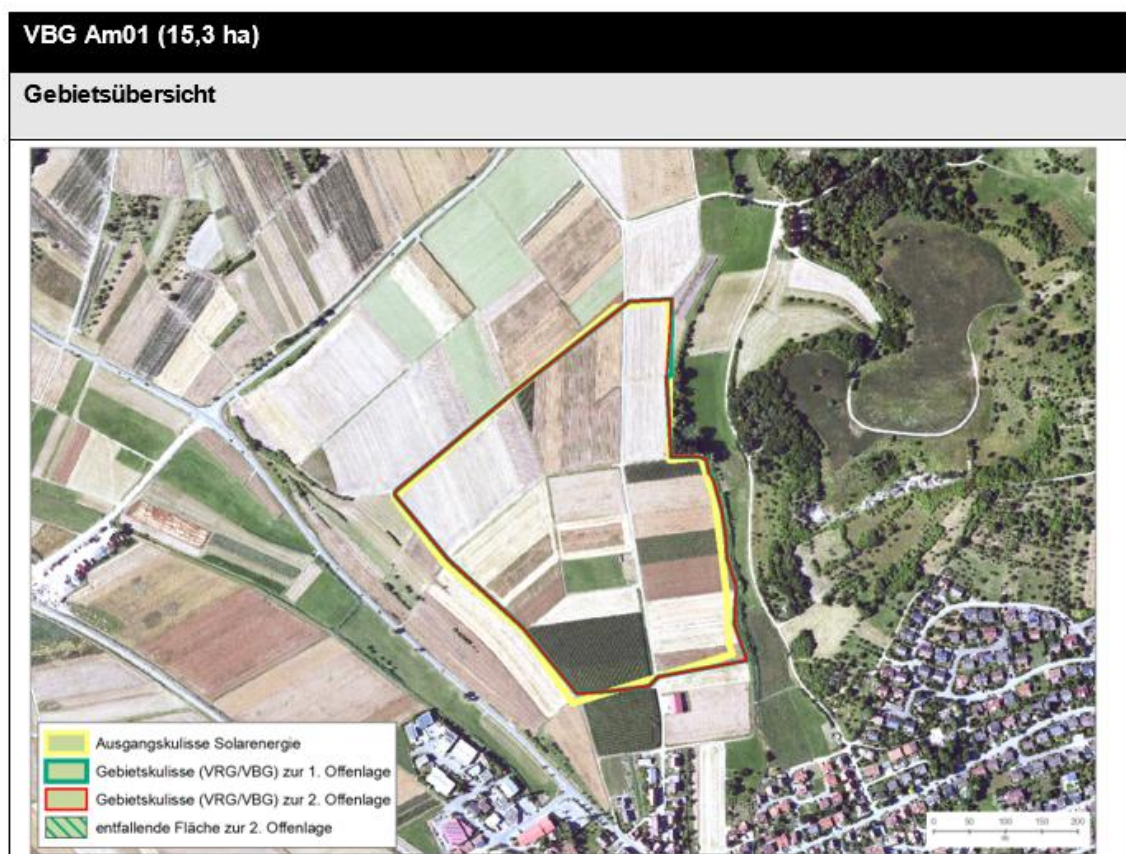 VBG Am01 (15,3 ha)
Gebietsübersicht
Ausgangskulisse Solarenergie
Gebietskulisse (VRG/VBG) zur 1. Offenlage
Gebietskulisse (VRG/VBG) zur 2. Offenlage
entfallende Fläche zur 2. Offenlage
0 50 100 150 200
m